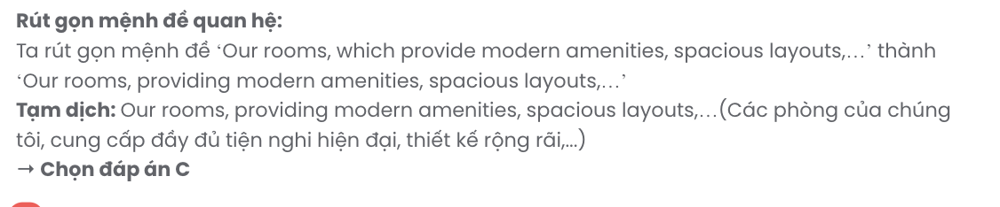 Rút gọn mệnh đề quan hệ:
Ta rút gọn mệnh đề ‘Our rooms, which provide modern amenities, spacious layouts,…’ thành
‘Our rooms, providing modern amenities, spacious layouts,…’
Tạm dịch: Our rooms, providing modern amenities, spacious layouts,…(Các phòng của chúng
tôi, cung cấp đầy đủ tiện nghi hiện đại, thiết kế rộng rãi,...)
→ Chọn đáp án C